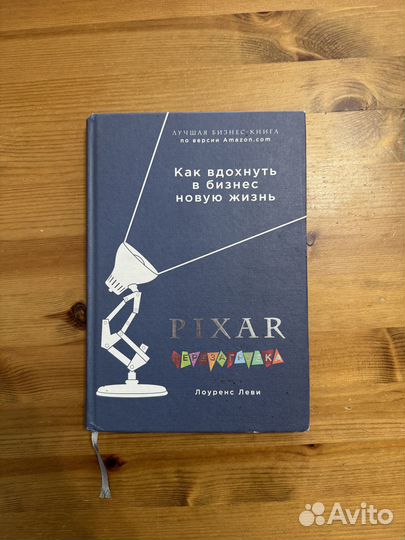 ЛУЧШАЯ БИЗНЕС-КНИГА
по версии Amazon.com
Как вдохнуть
в бизнес
новую жизнь
PIXAR
ПЕРЕЗАГРУЗКА
Лоуренс Леви
Avito